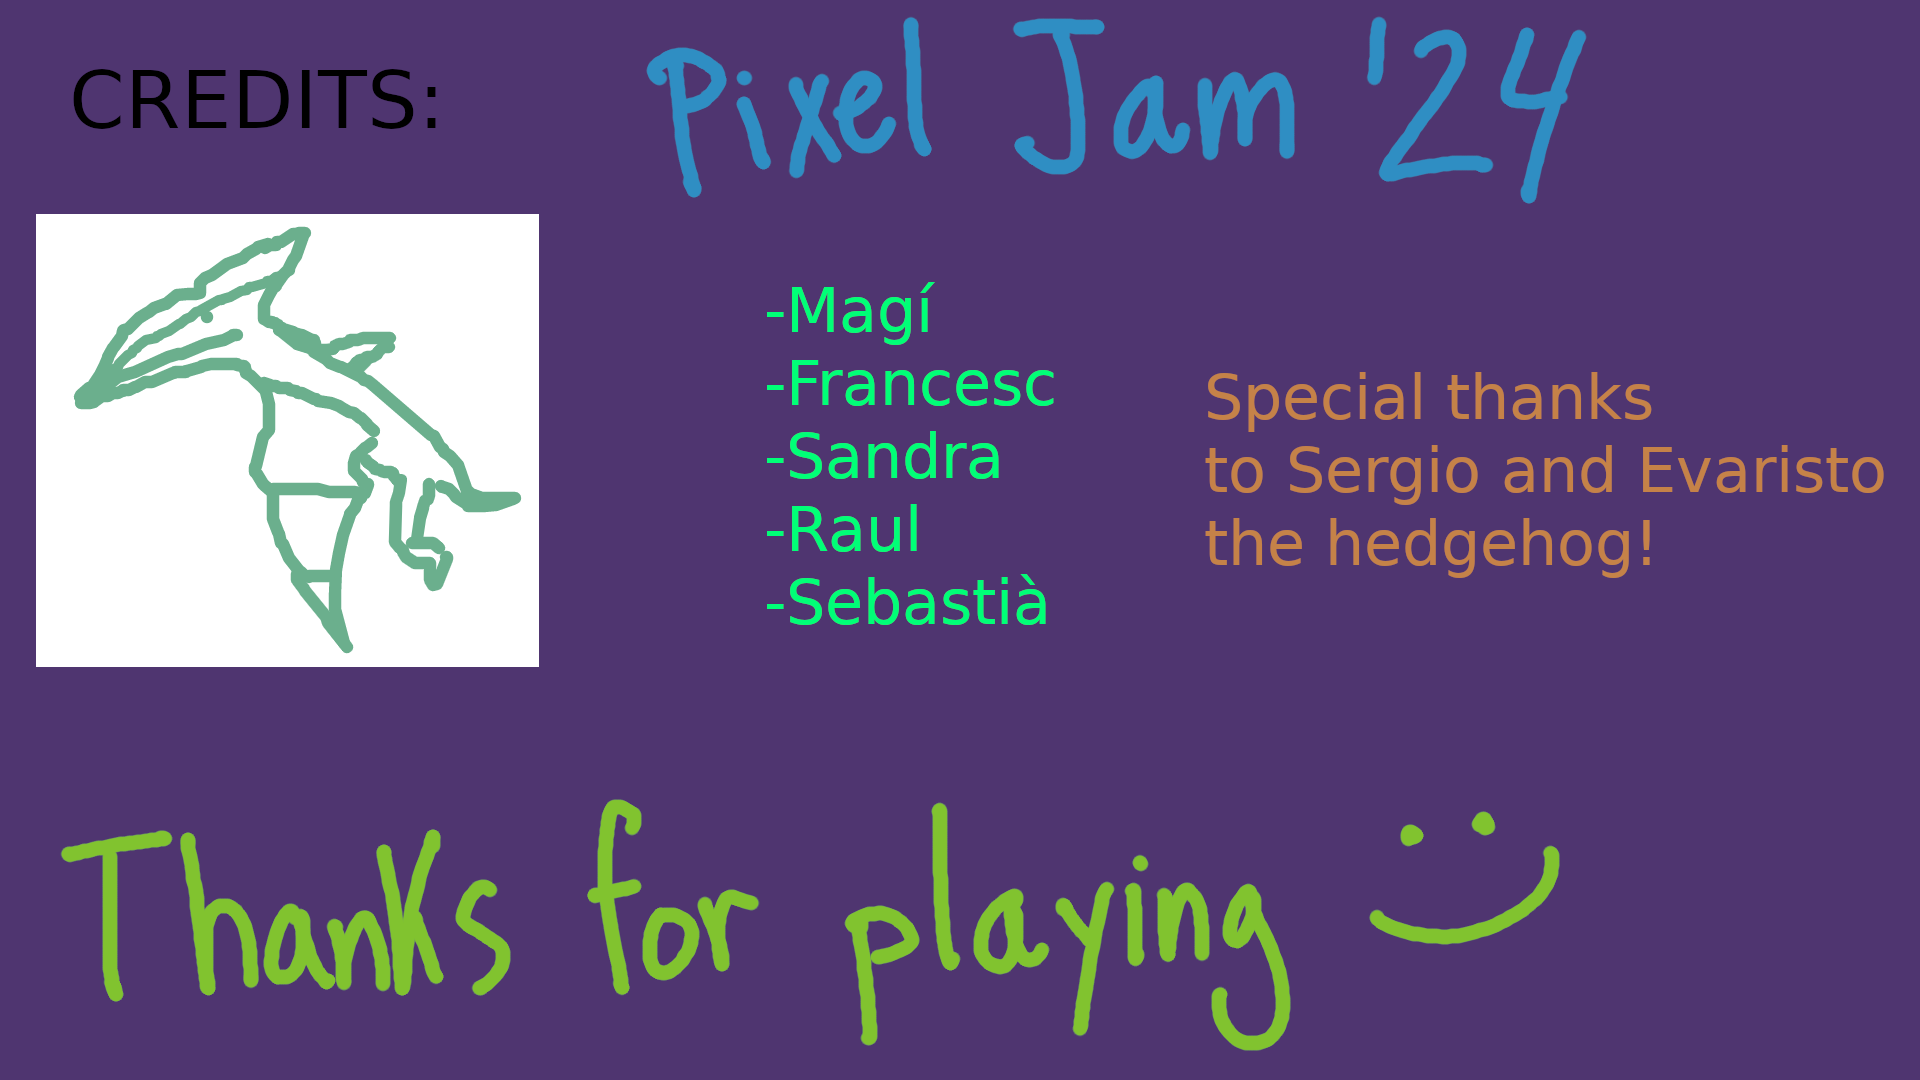 CREDITS:
Pixel Jam '24
-Magí
-Francesc
-Sandra
-Raul
-Sebastià
Special thanks
to Sergio and Evaristo
the hedgehog!
Thanks for playing